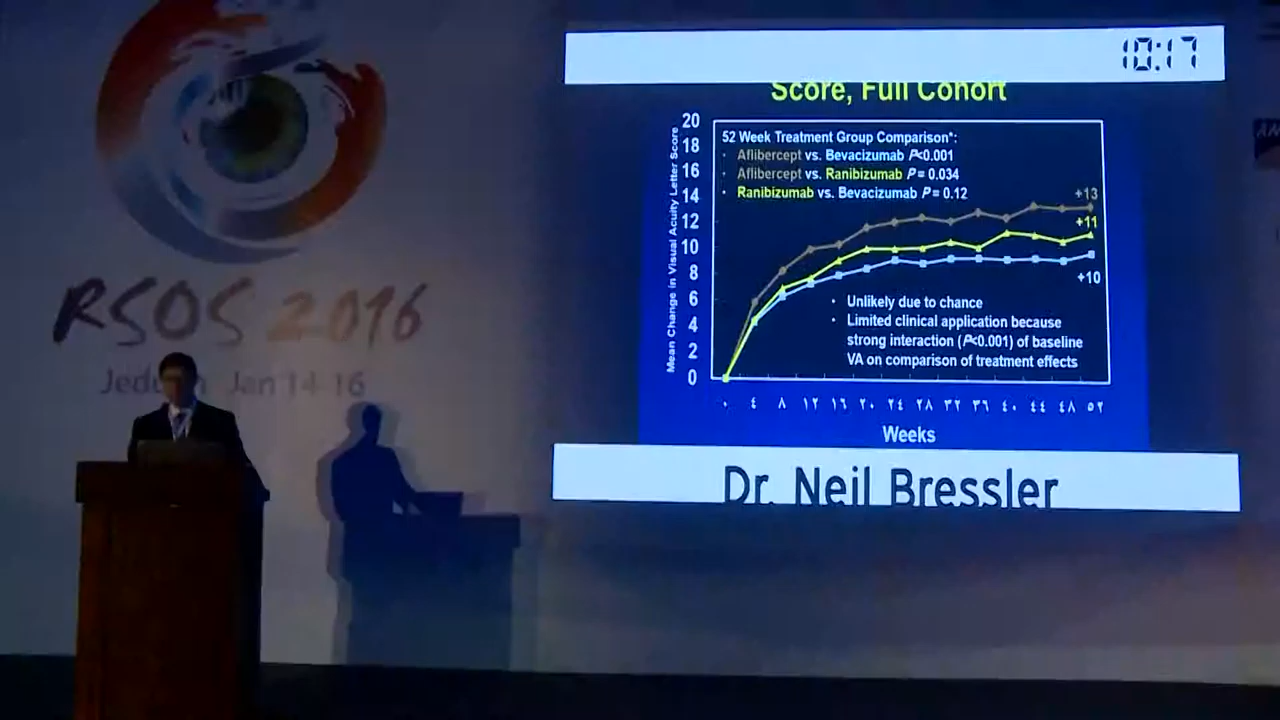 10:17
Score, Full Cohort
Mean Change in Visual Acuity Letter Score
20
18
16
14
12
10
8
6
4
2
0
52 Week Treatment Group Comparison*:
· Aflibercept vs. Bevacizumab P<0.001
· Aflibercept vs. Ranibizumab P = 0.034
· Ranibizumab vs. Bevacizumab P = 0.12
+13
+11
+10
· Unlikely due to chance
· Limited clinical application because
strong interaction (P<0.001) of baseline
VA on comparison of treatment effects
٠ ٤ ٨ ١٢ ١٦ ٢٠ ٢٤ ٢٨ ٣٢ ٣٦ ٤٠ ٤٤ ٤٨ ٥٢
Weeks
Dr. Neil Bressler
RSOS 2016
Jan 14-16